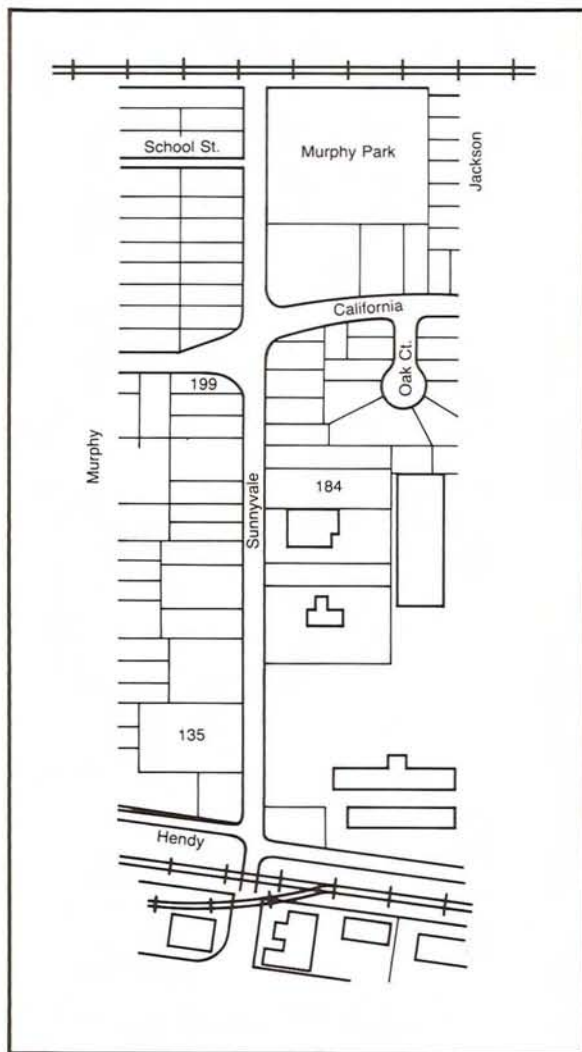 School St.
Murphy Park
Jackson
California
Oak Ct.
199
Murphy
Sunnyvale
184
135
Hendy